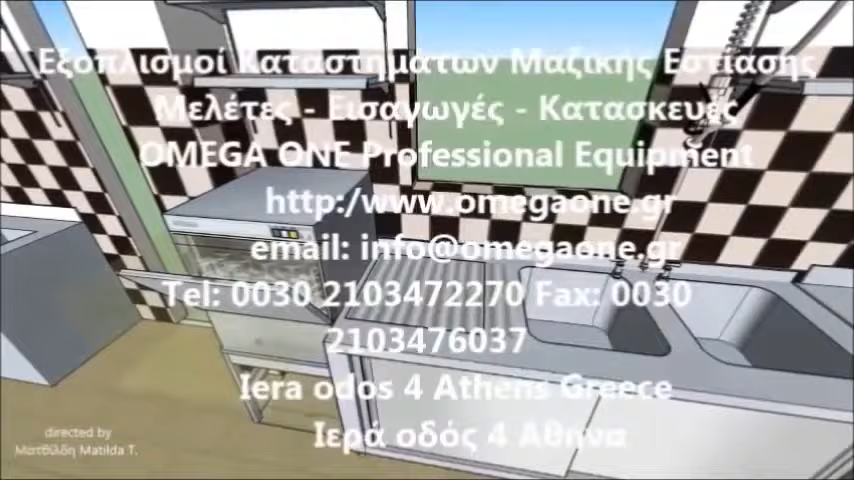 Εξοπλισμοί Καταστημάτων Μαζικής Εστίασης
Μελέτες - Εισαγωγές - Κατασκευές
OMEGA ONE Professional Equipment
http:/www.omegaone.gr
email: info@omegaone.gr
Tel: 0030 2103472270 Fax: 0030
2103476037
Iera odos 4 Athens Greece
Ιερά οδός 4 Αθήνα
directed by
Ματθίλδη Matilda T.